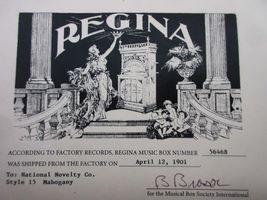 REGINA
ACCORDING TO FACTORY RECORDS, REGINA MUSIC BOX NUMBER 56468
WAS SHIPPED FROM THE FACTORY ON April 12, 1901
To: National Novelty Co.
Style 15 Mahogany
for the Musical Box Society International